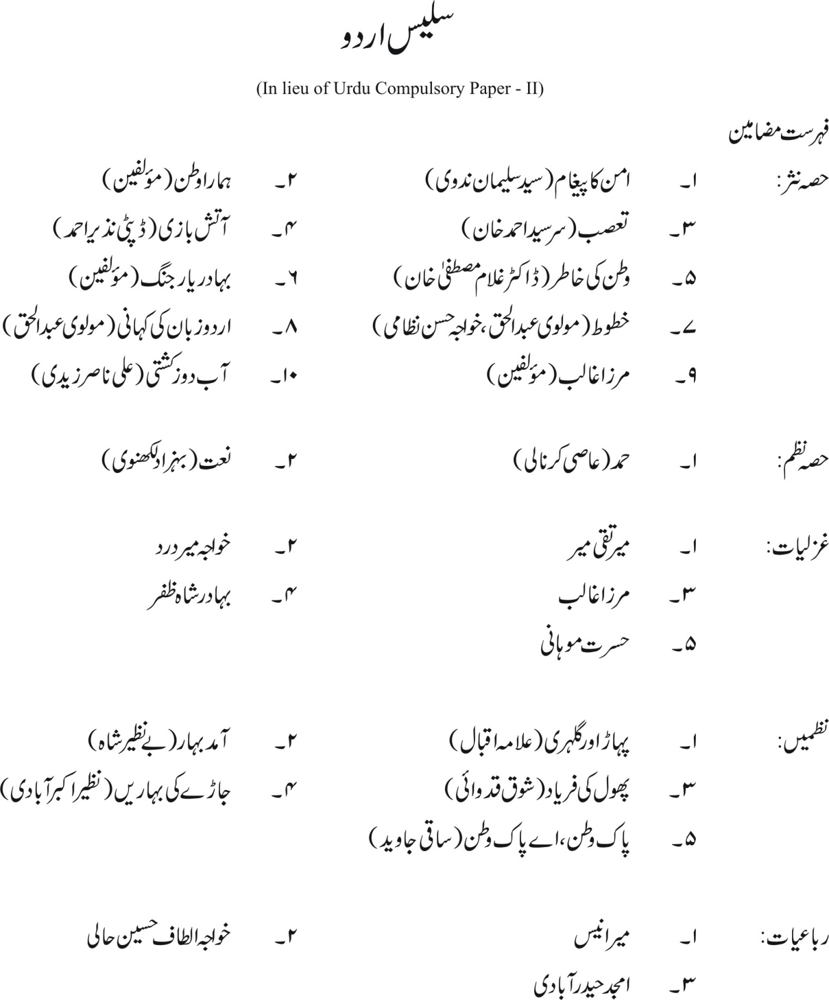 سلیس اردو
(In lieu of Urdu Compulsory Paper - II)
فہرست مضامین
حصہ نثر: ۱۔ امن کا پیغام (سید سلیمان ندوی) ۲۔ ہمارا وطن (مؤلفین)
۳۔ تعصب (سرسید احمد خان) ۴۔ آتش بازی (ڈپٹی نذیر احمد)
۵۔ وطن کی خاطر (ڈاکٹر غلام مصطفیٰ خان) ۶۔ بہادر یار جنگ (مؤلفین)
۷۔ خطوط (مولوی عبدالحق، خواجہ حسن نظامی) ۸۔ اردو زبان کی کہانی (مولوی عبدالحق)
۹۔ مرزا غالب (مؤلفین) ۱۰۔ آب دوز کشتی (علی ناصر زیدی)
حصہ نظم: ۱۔ حمد (عاصی کرنالی) ۲۔ نعت (بہزاد لکھنوی)
غزلیات: ۱۔ میر تقی میر ۲۔ خواجہ میر درد
۳۔ مرزا غالب ۴۔ بہادر شاہ ظفر
۵۔ حسرت موہانی
نظمیں: ۱۔ پہاڑ اور گلہری (علامہ اقبال) ۲۔ آمد بہار (بے نظیر شاہ)
۳۔ پھول کی فریاد (شوق قدوائی) ۴۔ جاڑے کی بہاریں (نظیر اکبر آبادی)
۵۔ پاک وطن، اے پاک وطن (ساقی جاوید)
رباعیات: ۱۔ میر انیس ۲۔ خواجہ الطاف حسین حالی
۳۔ امجد حیدر آبادی